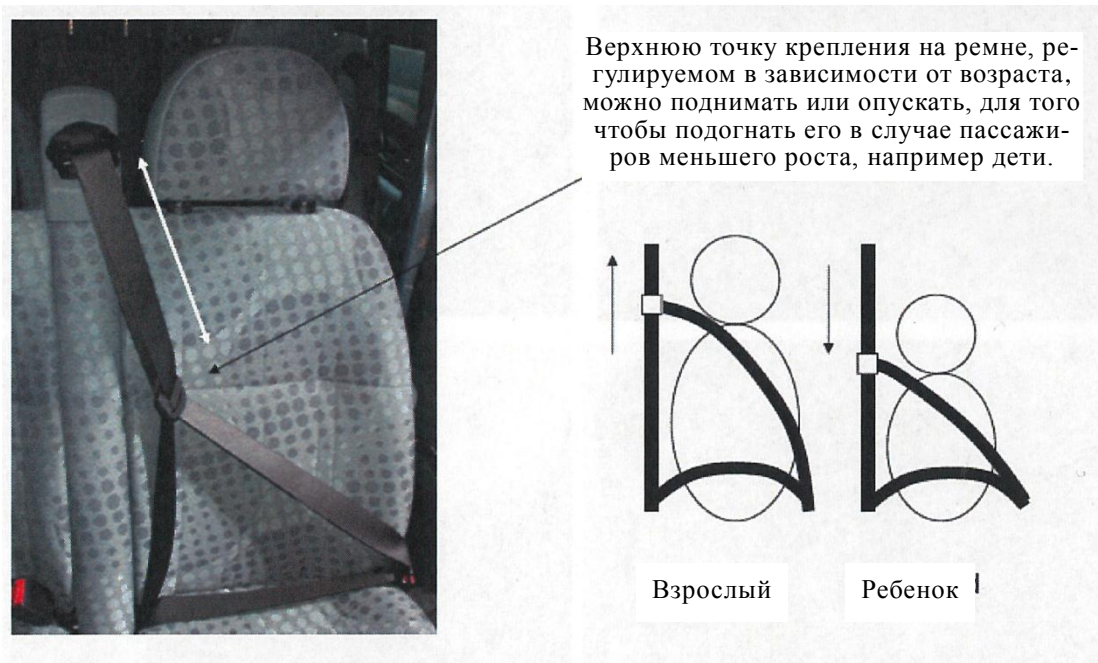 Верхнюю точку крепления на ремне, ре-
гулируемом в зависимости от возраста,
можно поднимать или опускать, для того
чтобы подогнать его в случае пассажи-
ров меньшего роста, например дети.
Взрослый
Ребенок